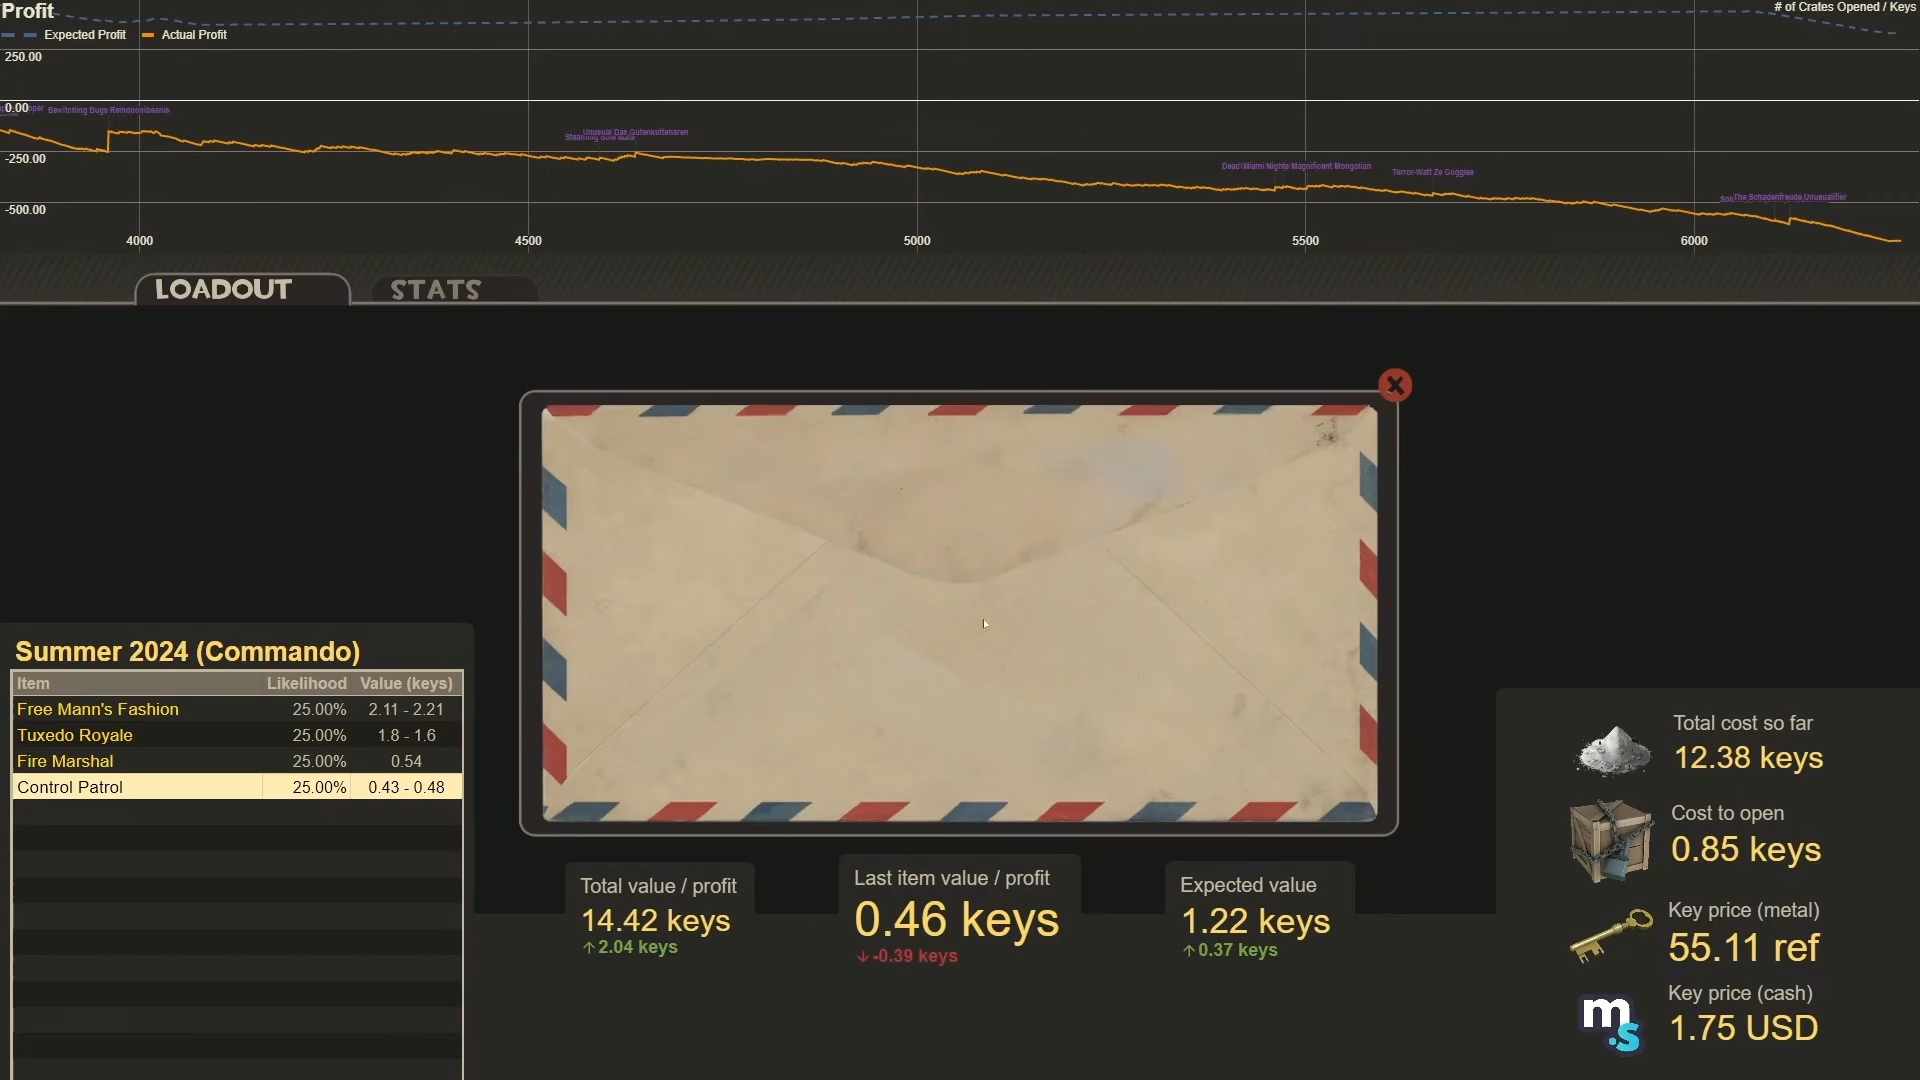 Profit
# of Crates Opened / Keys
Expected Profit
Actual Profit
250.00
0.00
Bewitching Bugs Reindoonibeanie
Unusual Das Gutenkutteharen
-250.00
Dead
Miami Nights Magnificent Mongolian
Terror-Watt Ze Goggles
The Schadenfreude Unusualifier
-500.00
4000
4500
5000
5500
6000
LOADOUT
STATS
Summer 2024 (Commando)
Item Likelihood Value (keys)
Free Mann's Fashion 25.00% 2.11 - 2.21
Tuxedo Royale 25.00% 1.8 - 1.6
Fire Marshal 25.00% 0.54
Control Patrol 25.00% 0.43 - 0.48
Total value / profit
14.42 keys
↑2.04 keys
Last item value / profit
0.46 keys
↓-0.39 keys
Expected value
1.22 keys
↑0.37 keys
Total cost so far
12.38 keys
Cost to open
0.85 keys
Key price (metal)
55.11 ref
Key price (cash)
1.75 USD
m.s